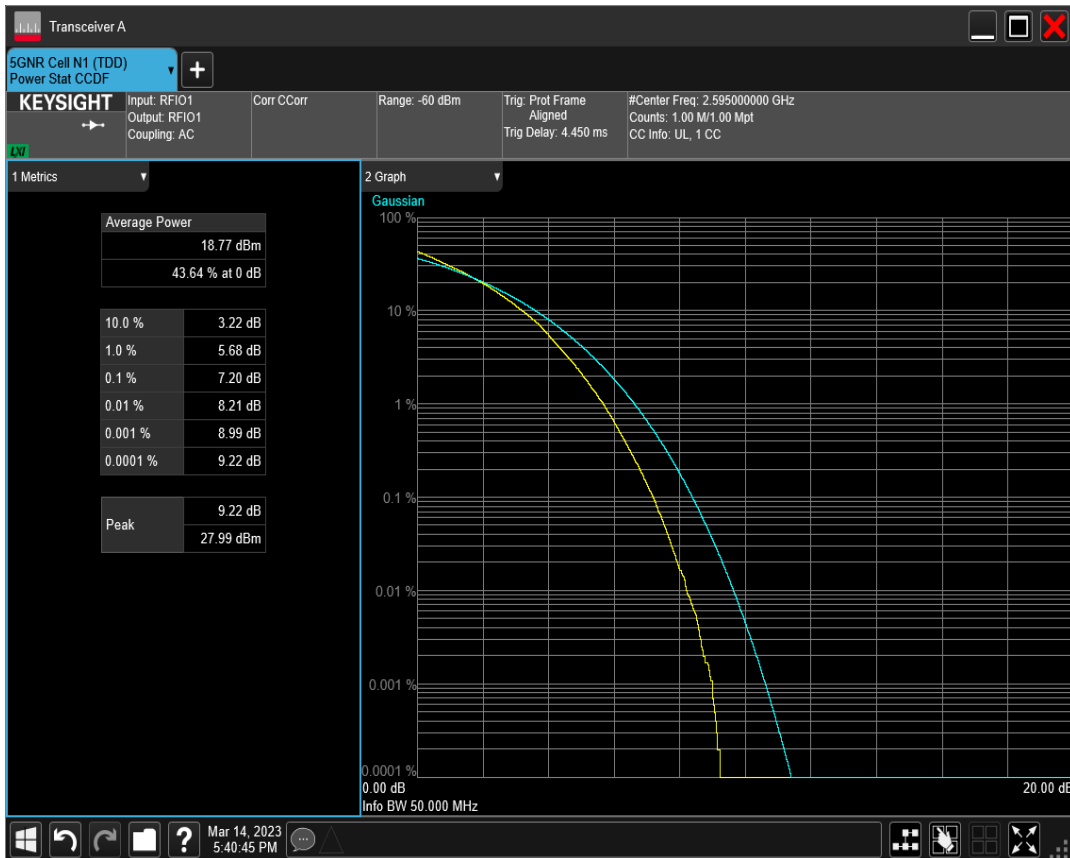 Transceiver A
5GNR Cell N1 (TDD)
Power Stat CCDF
+
KEYSIGHT
LXI
Input: RFIO1
Output: RFIO1
Coupling: AC
Corr CCorr
Range: -60 dBm
Trig: Prot Frame
Aligned
Trig Delay: 4.450 ms
#Center Freq: 2.595000000 GHz
Counts: 1.00 M/1.00 Mpt
CC Info: UL, 1 CC
1 Metrics
Average Power
18.77 dBm
43.64 % at 0 dB
10.0 % 3.22 dB
1.0 % 5.68 dB
0.1 % 7.20 dB
0.01 % 8.21 dB
0.001 % 8.99 dB
0.0001 % 9.22 dB
Peak
9.22 dB
27.99 dBm
2 Graph
Gaussian
100 %
10 %
1 %
0.1 %
0.01 %
0.001 %
0.0001 %
0.00 dB 20.00 dB
Info BW 50.000 MHz
?
Mar 14, 2023
5:40:45 PM